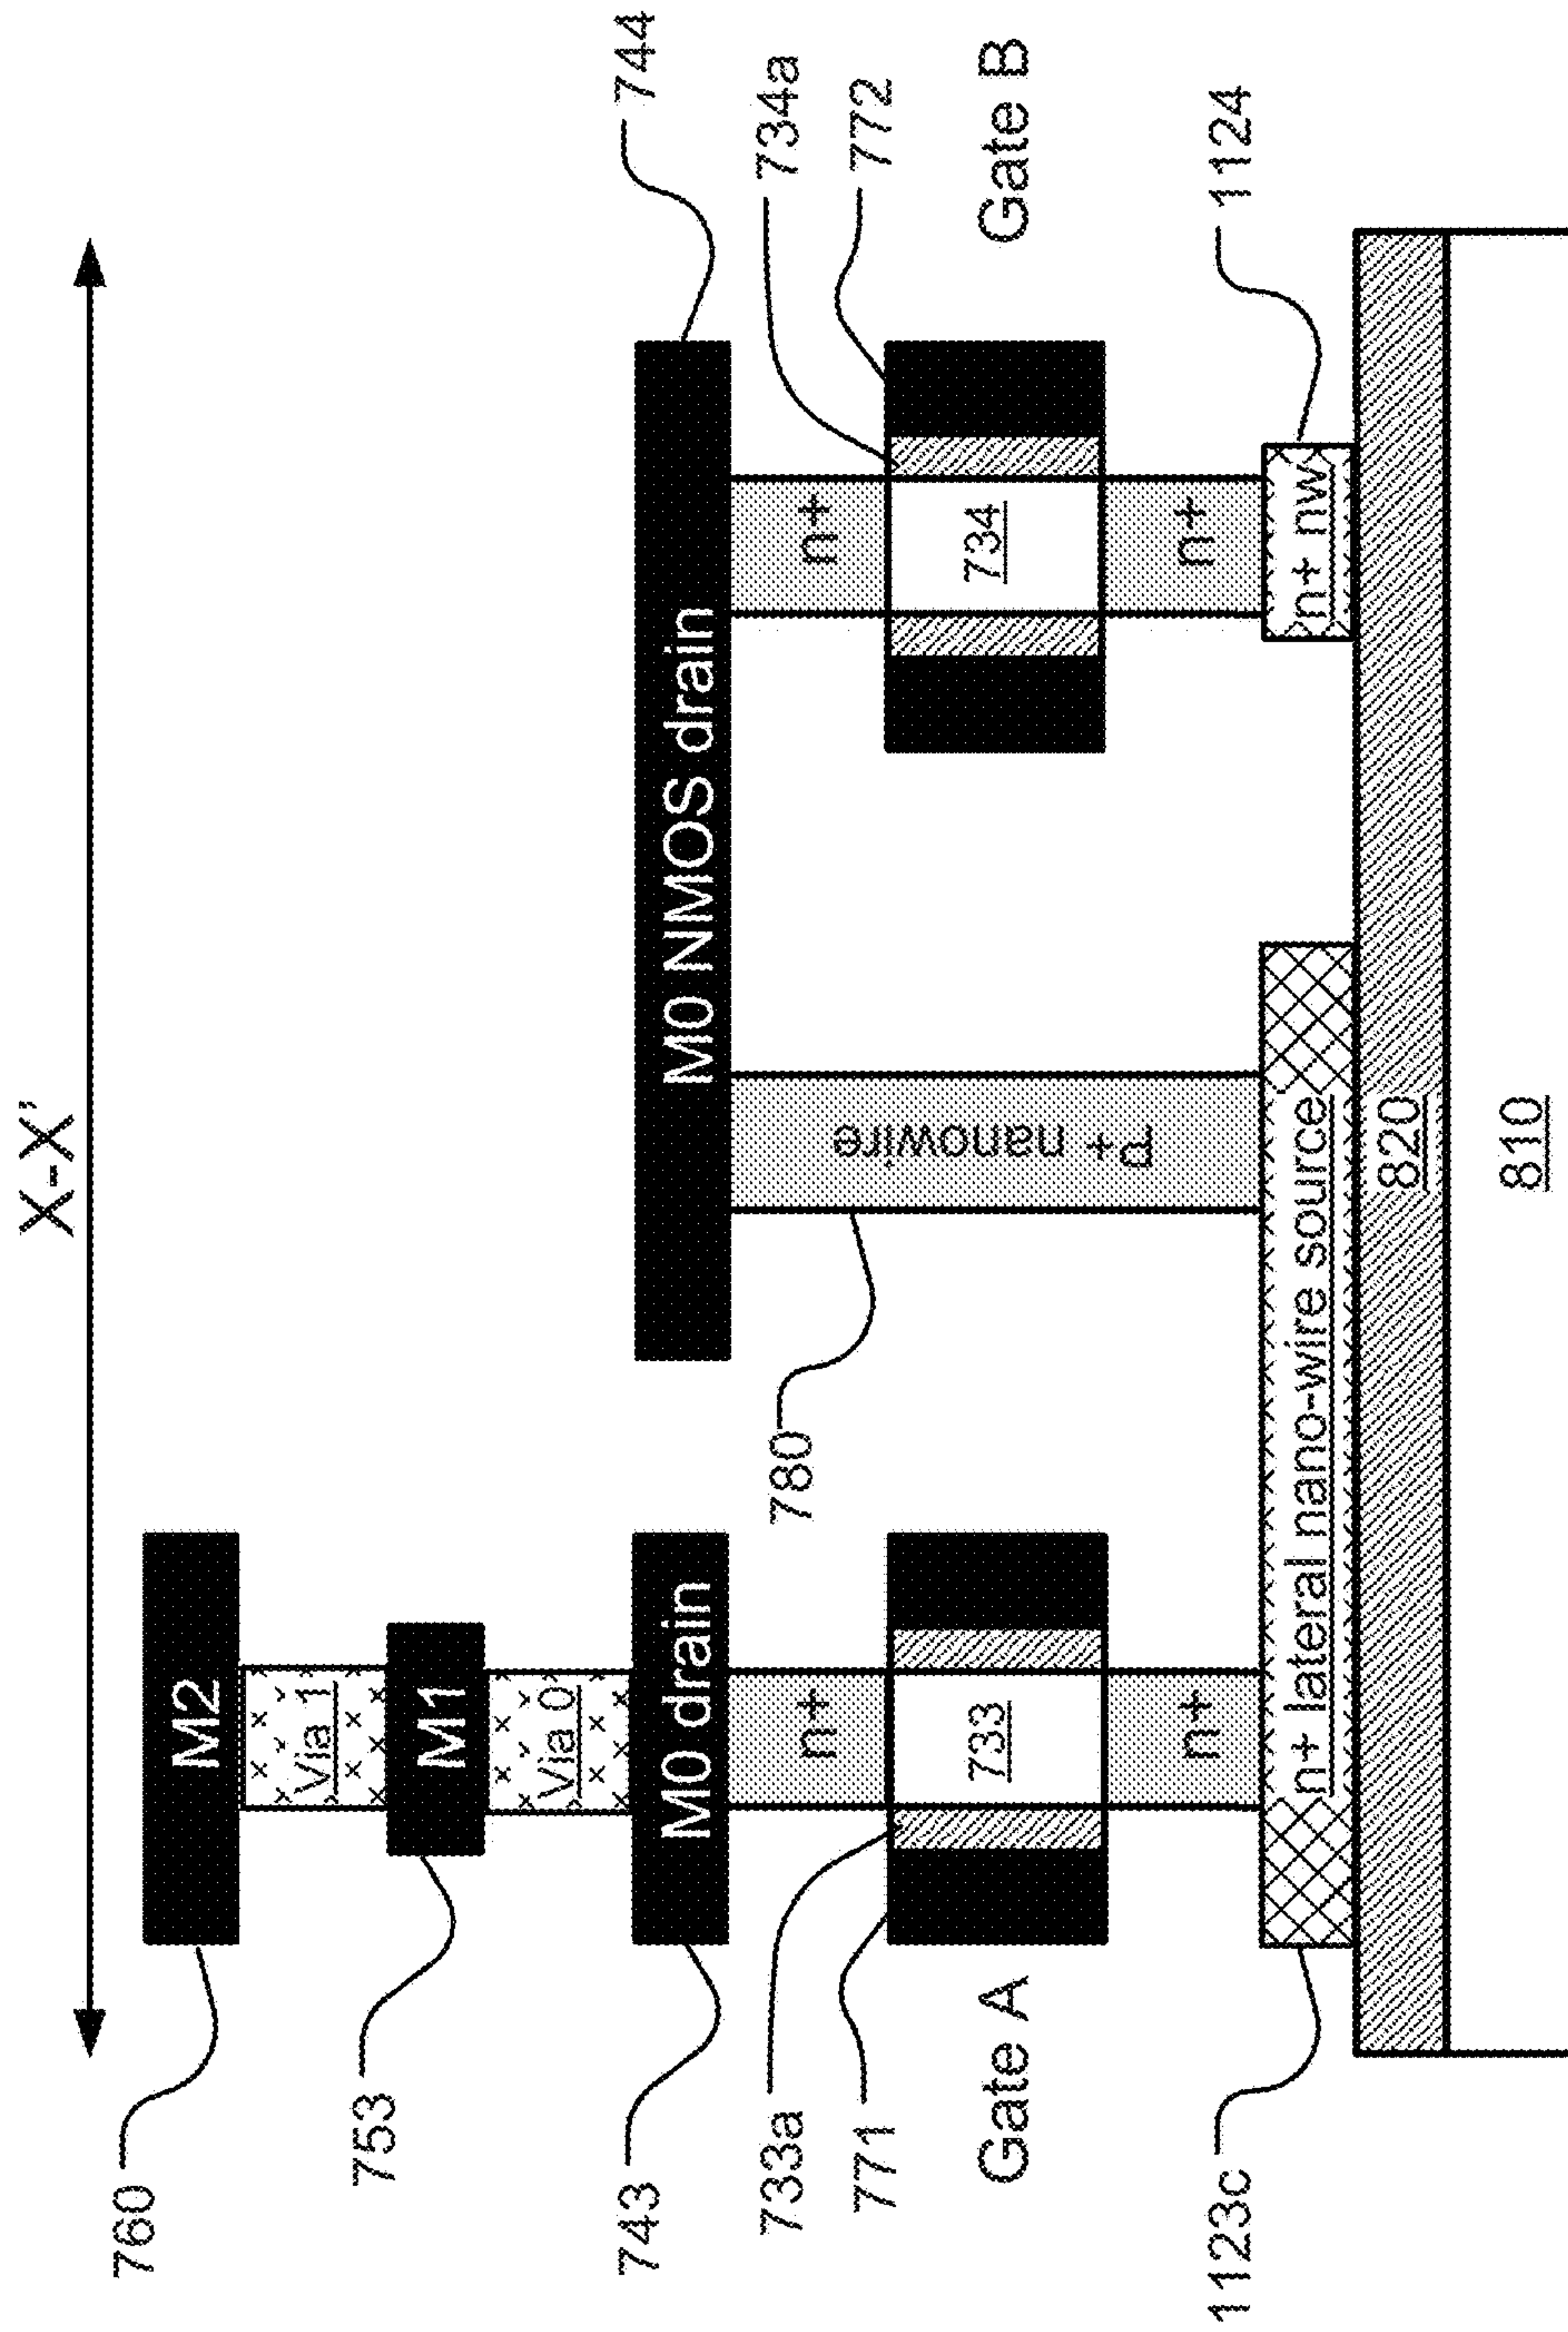 X-X'
760
M2
Via 1
753
M1
Via 0
743
M0 drain
M0 NMOS drain
744
733a
n+
780
n+
734a
771
772
Gate A
733
P+ nanowire
734
Gate B
n+
n+
1123c
n+ lateral nano-wire source
n+ nw
1124
820
810